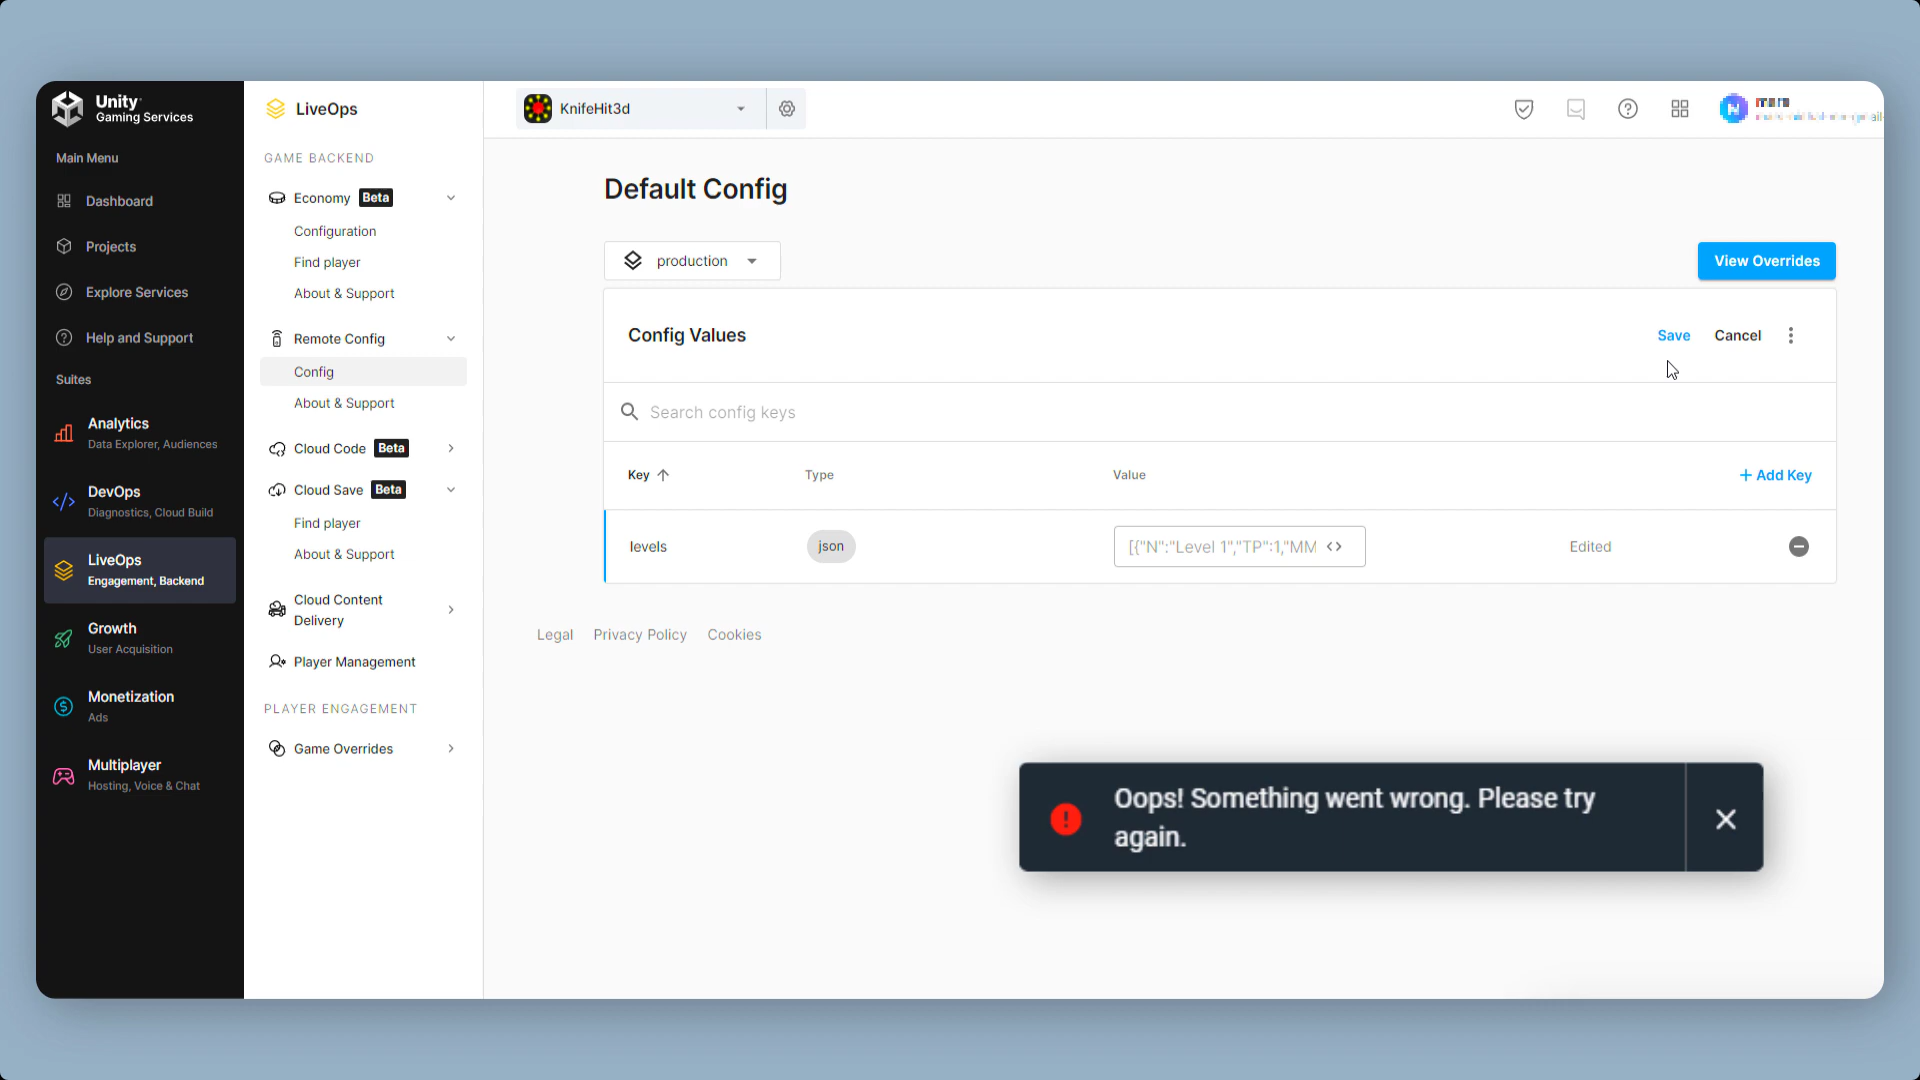 Unity
Gaming Services
Main Menu
Dashboard
Projects
Explore Services
Help and Support
Suites
Analytics
Data Explorer, Audiences
DevOps
Diagnostics, Cloud Build
LiveOps
Engagement, Backend
Growth
User Acquisition
Monetization
Ads
Multiplayer
Hosting, Voice & Chat
LiveOps
GAME BACKEND
Economy Beta
Configuration
Find player
About & Support
Remote Config
Config
About & Support
Cloud Code Beta
Cloud Save Beta
Find player
About & Support
Cloud Content
Delivery
Player Management
PLAYER ENGAGEMENT
Game Overrides
KnifeHit3d
Default Config
production
View Overrides
Config Values
Save Cancel
Search config keys
Key Type Value + Add Key
levels json [{"N":"Level 1","TP":1,"MM <> Edited
Legal Privacy Policy Cookies
Oops! Something went wrong. Please try
again.